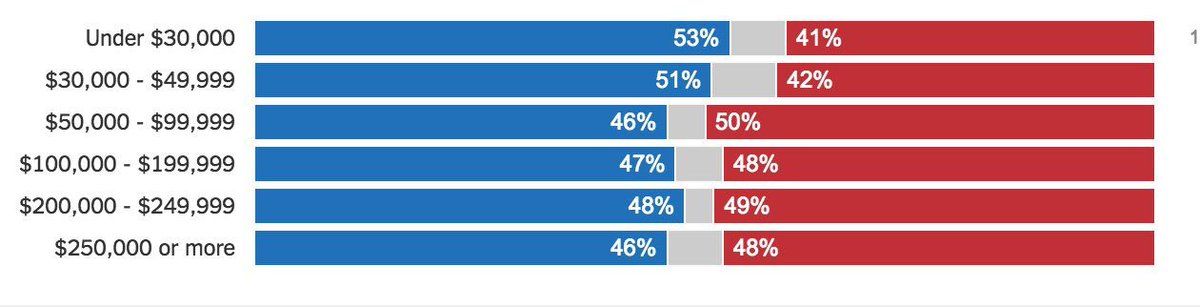 Under $30,000 53% 41% 1
$30,000 - $49,999 51% 42%
$50,000 - $99,999 46% 50%
$100,000 - $199,999 47% 48%
$200,000 - $249,999 48% 49%
$250,000 or more 46% 48%